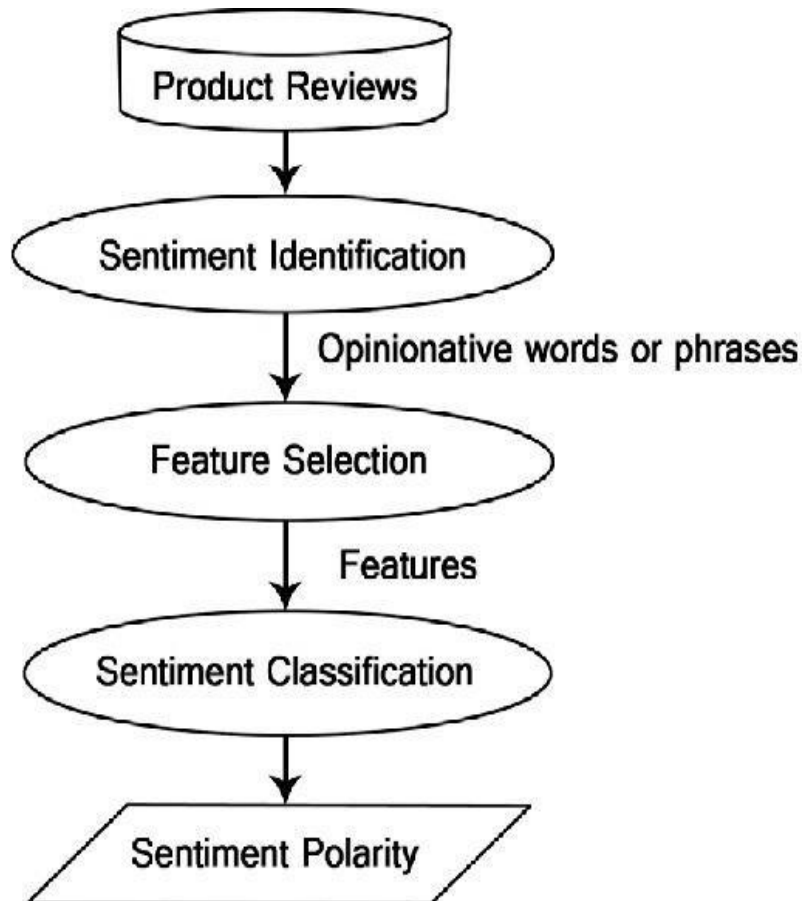 Product Reviews
Sentiment Identification
Opinionative words or phrases
Feature Selection
Features
Sentiment Classification
Sentiment Polarity